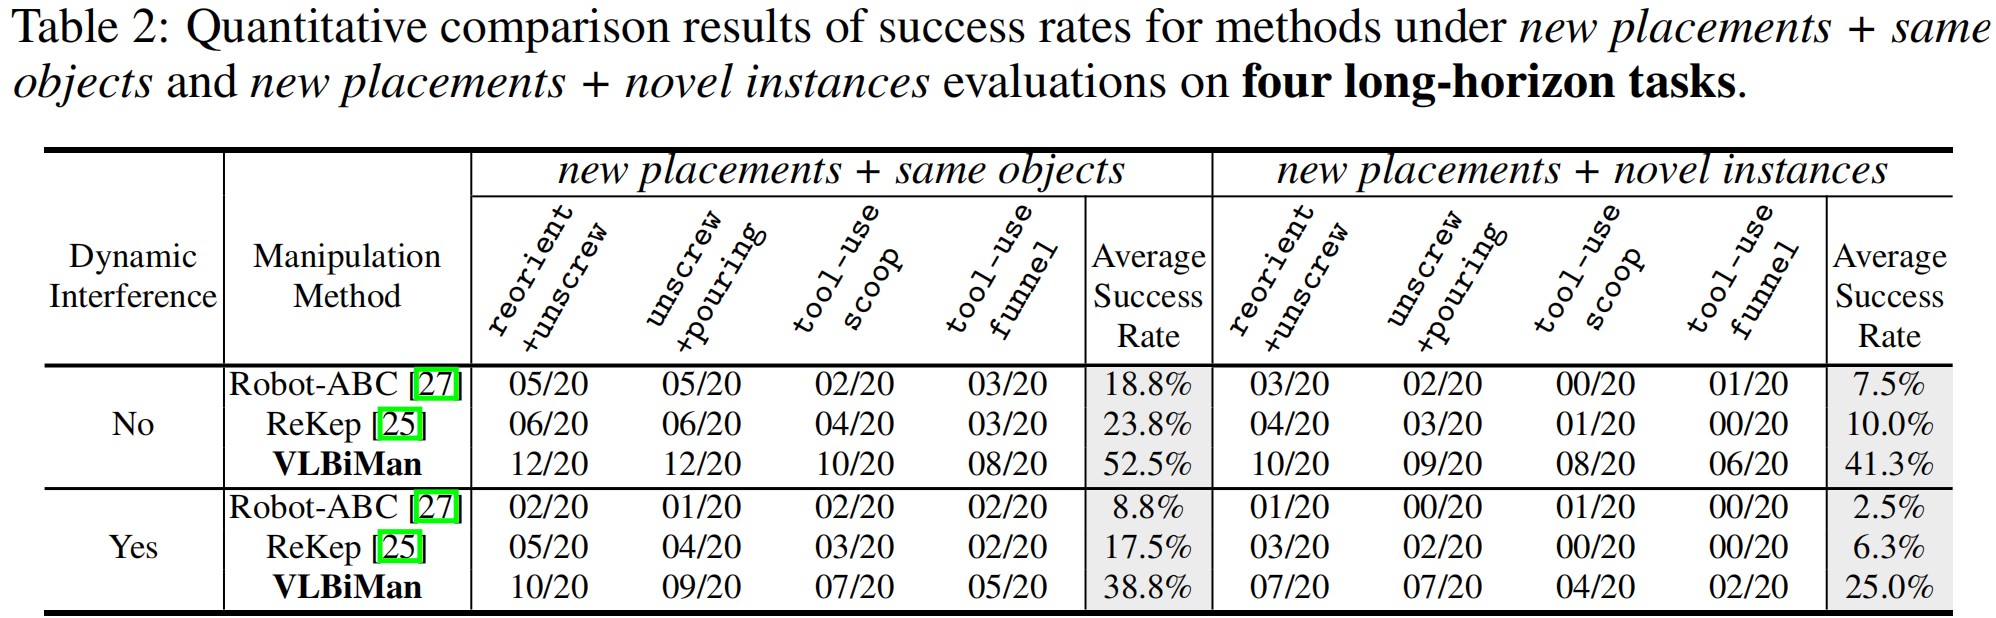 Table 2: Quantitative comparison results of success rates for methods under new placements + same
objects and new placements + novel instances evaluations on four long-horizon tasks.
new placements + same objects new placements + novel instances
Dynamic Interference Manipulation Method reorient +unscrew unscrew +pouring tool-use scoop tool-use funnel Average Success Rate reorient +unscrew unscrew +pouring tool-use scoop tool-use funnel Average Success Rate
Robot-ABC [27] 05/20 05/20 02/20 03/20 18.8% 03/20 02/20 00/20 01/20 7.5%
No ReKep [25] 06/20 06/20 04/20 03/20 23.8% 04/20 03/20 01/20 00/20 10.0%
VLBiMan 12/20 12/20 10/20 08/20 52.5% 10/20 09/20 08/20 06/20 41.3%
Robot-ABC [27] 02/20 01/20 02/20 02/20 8.8% 01/20 00/20 01/20 00/20 2.5%
Yes ReKep [25] 05/20 04/20 03/20 02/20 17.5% 03/20 02/20 00/20 00/20 6.3%
VLBiMan 10/20 09/20 07/20 05/20 38.8% 07/20 07/20 04/20 02/20 25.0%